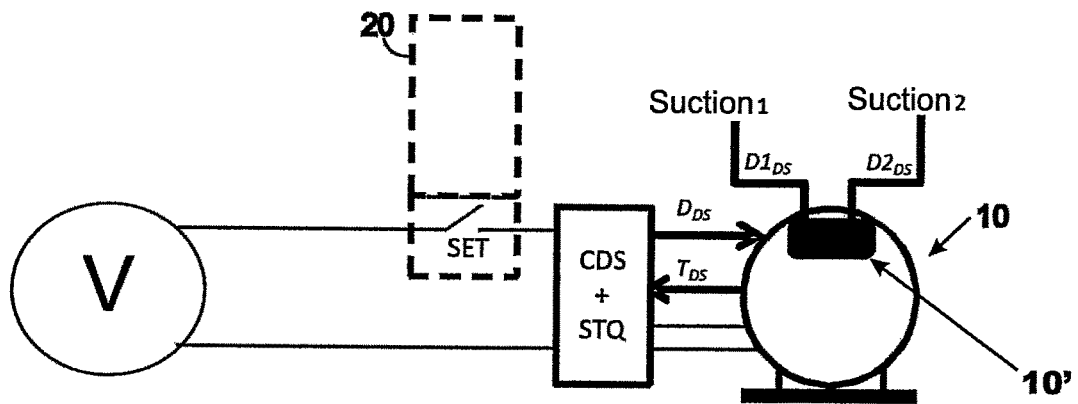 20
Suction1
Suction2
D1DS
D2DS
V
SET
CDS
+
STQ
DDS
TDS
10
10’